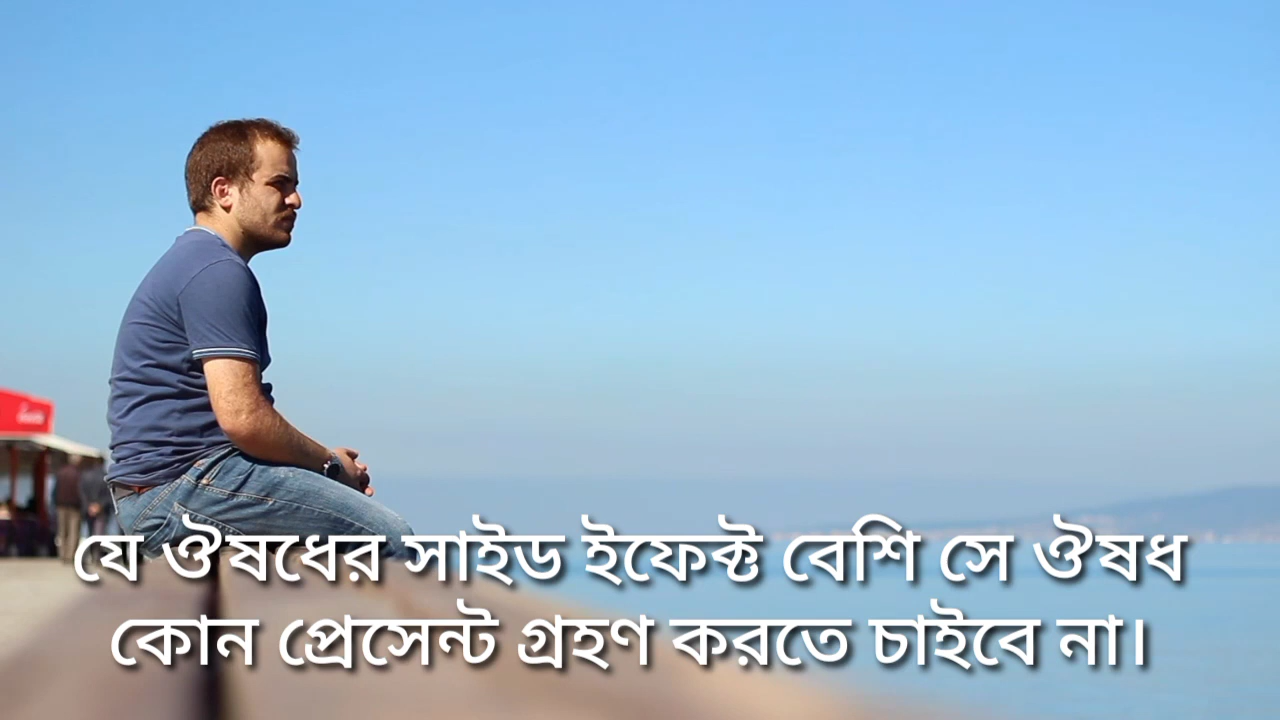 যে ঔষধের সাইড ইফেক্ট বেশি সে ঔষধ
কোন প্রেসেন্ট গ্রহণ করতে চাইবে না।